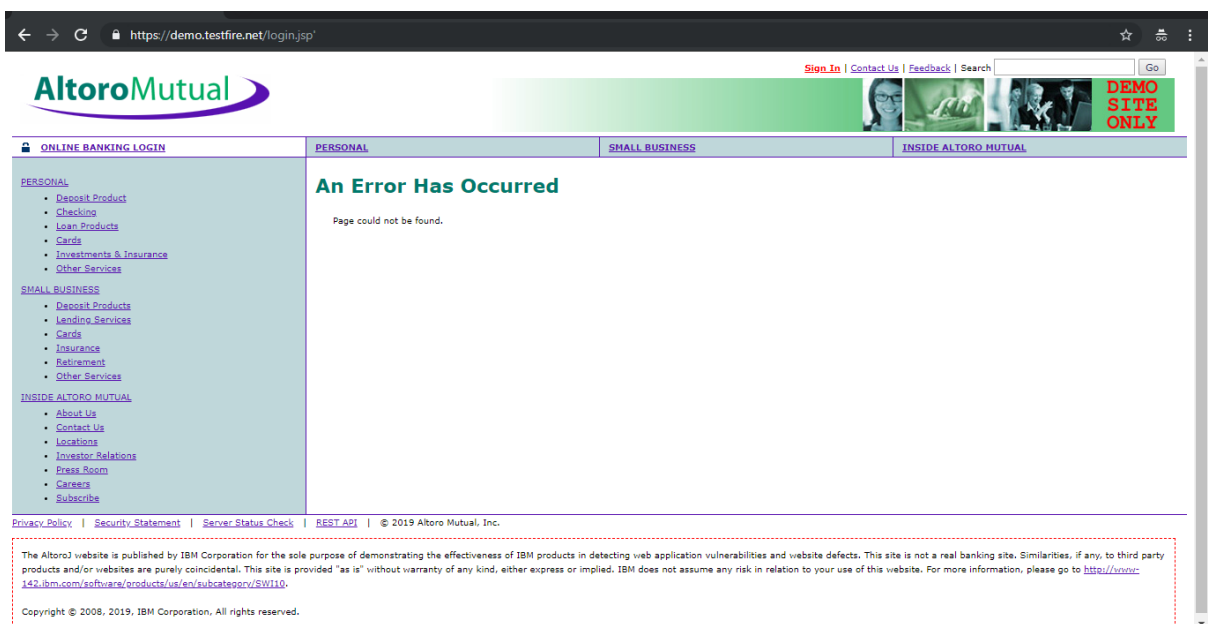 https://demo.testfire.net/login.jsp'
Sign In | Contact Us | Feedback | Search Go
AltoroMutual
DEMO
SITE
ONLY
ONLINE BANKING LOGIN PERSONAL SMALL BUSINESS INSIDE ALTORO MUTUAL
PERSONAL
• Deposit Product
• Checking
• Loan Products
• Cards
• Investments & Insurance
• Other Services
SMALL BUSINESS
• Deposit Products
• Lending Services
• Cards
• Insurance
• Retirement
• Other Services
INSIDE ALTORO MUTUAL
• About Us
• Contact Us
• Locations
• Investor Relations
• Press Room
• Careers
• Subscribe
An Error Has Occurred
Page could not be found.
Privacy Policy | Security Statement | Server Status Check | REST API | © 2019 Altoro Mutual, Inc.
The AltoroJ website is published by IBM Corporation for the sole purpose of demonstrating the effectiveness of IBM products in detecting web application vulnerabilities and website defects. This site is not a real banking site. Similarities, if any, to third party
products and/or websites are purely coincidental. This site is provided "as is" without warranty of any kind, either express or implied. IBM does not assume any risk in relation to your use of this website. For more information, please go to http://www-
142.ibm.com/software/products/us/en/subcategory/SWI10.
Copyright © 2008, 2019, IBM Corporation, All rights reserved.